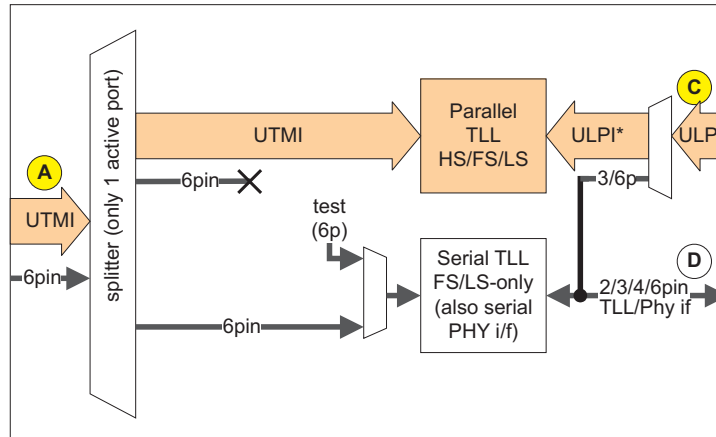 splitter (only 1 active port)
A
UTMI
6pin
UTMI
6pin
Parallel
TLL
HS/FS/LS
ULPI*
C
ULP
3/6p
test
(6p)
6pin
Serial TLL
FS/LS-only
(also serial
PHY i/f)
D
2/3/4/6pin
TLL/Phy if